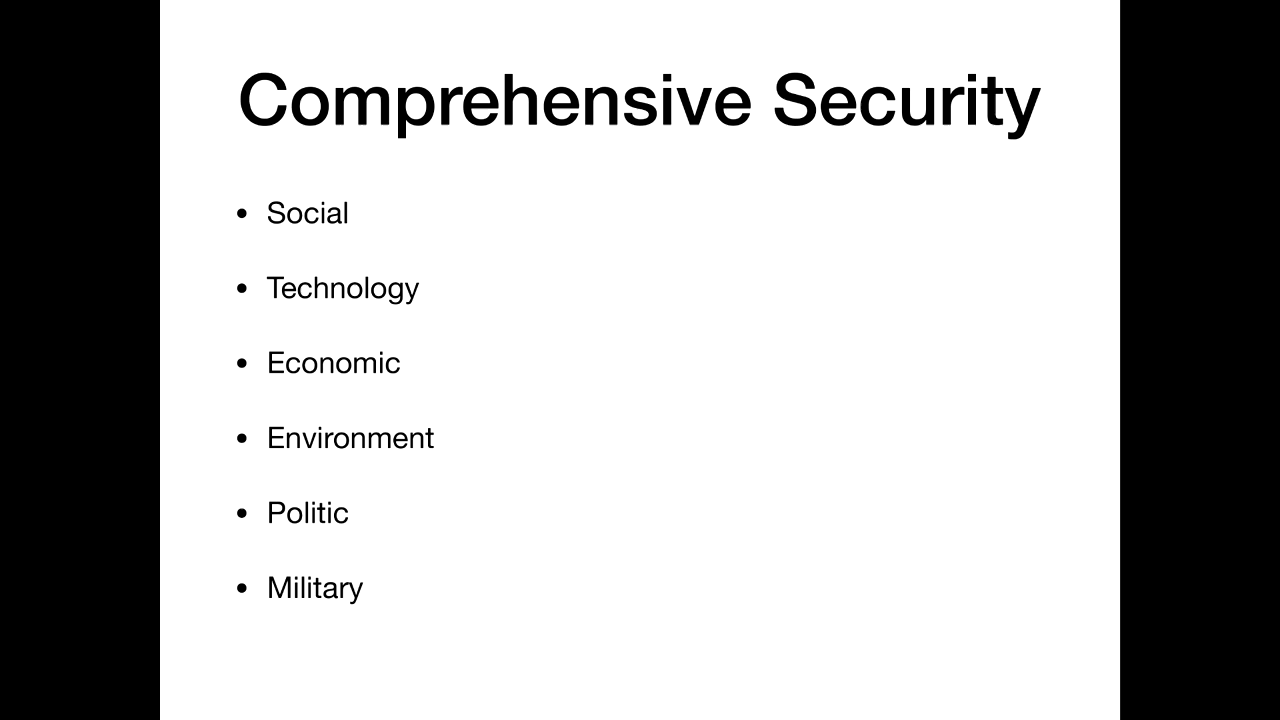 Comprehensive Security
• Social
• Technology
• Economic
• Environment
• Politic
• Military